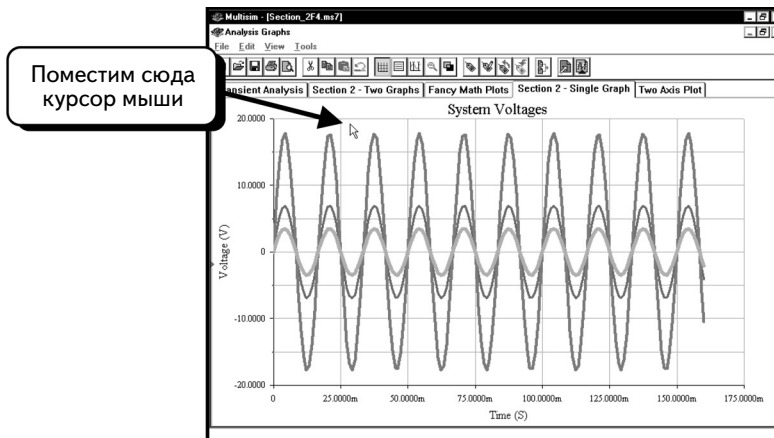 Multisim - [Section_2F4.ms7]
Analysis Graphs
File Edit View Tools
Поместим сюда
курсор мыши
ansient Analysis Section 2 - Two Graphs Fancy Math Plots Section 2 - Single Graph Two Axis Plot
System Voltages
20.0000
10.0000
0
-10.0000
-20.0000
Voltage (V)
0 25.0000m 50.0000m 75.0000m 100.0000m 125.0000m 150.0000m 175.0000m
Time (S)